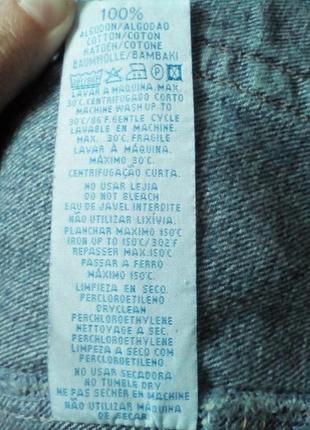 100%
ALGODON/ALGODAO
COTTON/COTON
KATOEN/COTONE
BAUMWOLLE/BAMBAKI
LAVAR A MAQUINA.MAX.
30°C.CENTRIFUGADO CORTO
MACHINE WASH UP TO
30°C/86°F.GENTLE CYCLE
LAVABLE EN MACHINE.
MAX. 30°C. FRAGILE
LAVAR À MÁQUINA.
MÁXIMO 30°C.
CENTRIFUGAÇÃO CURTA.
NO USAR LEJIA
DO NOT BLEACH
EAU DE JAVEL INTERDITE
NÃO UTILIZAR LIXÍVIA.
PLANCHAR MAXIMO 150°C
IRON UP TO 150°C/302°F
REPASSER MAX.150°C
PASSAR A FERRO
MÁXIMO 150°C.
LIMPIEZA EN SECO.
PERCLOROETILENO
DRYCLEAN
PERCHLOROETHYLENE
NETTOYAGE A SEC.
PERCHLOROETHYLENE
LIMPEZA A SECO COM
PERCLOROETILENO
NO USAR SECADORA
NO TUMBLE DRY
NE PAS SECHER EN MACHINE
NÃO UTILIZAR MÁQUINA
DE SECAR